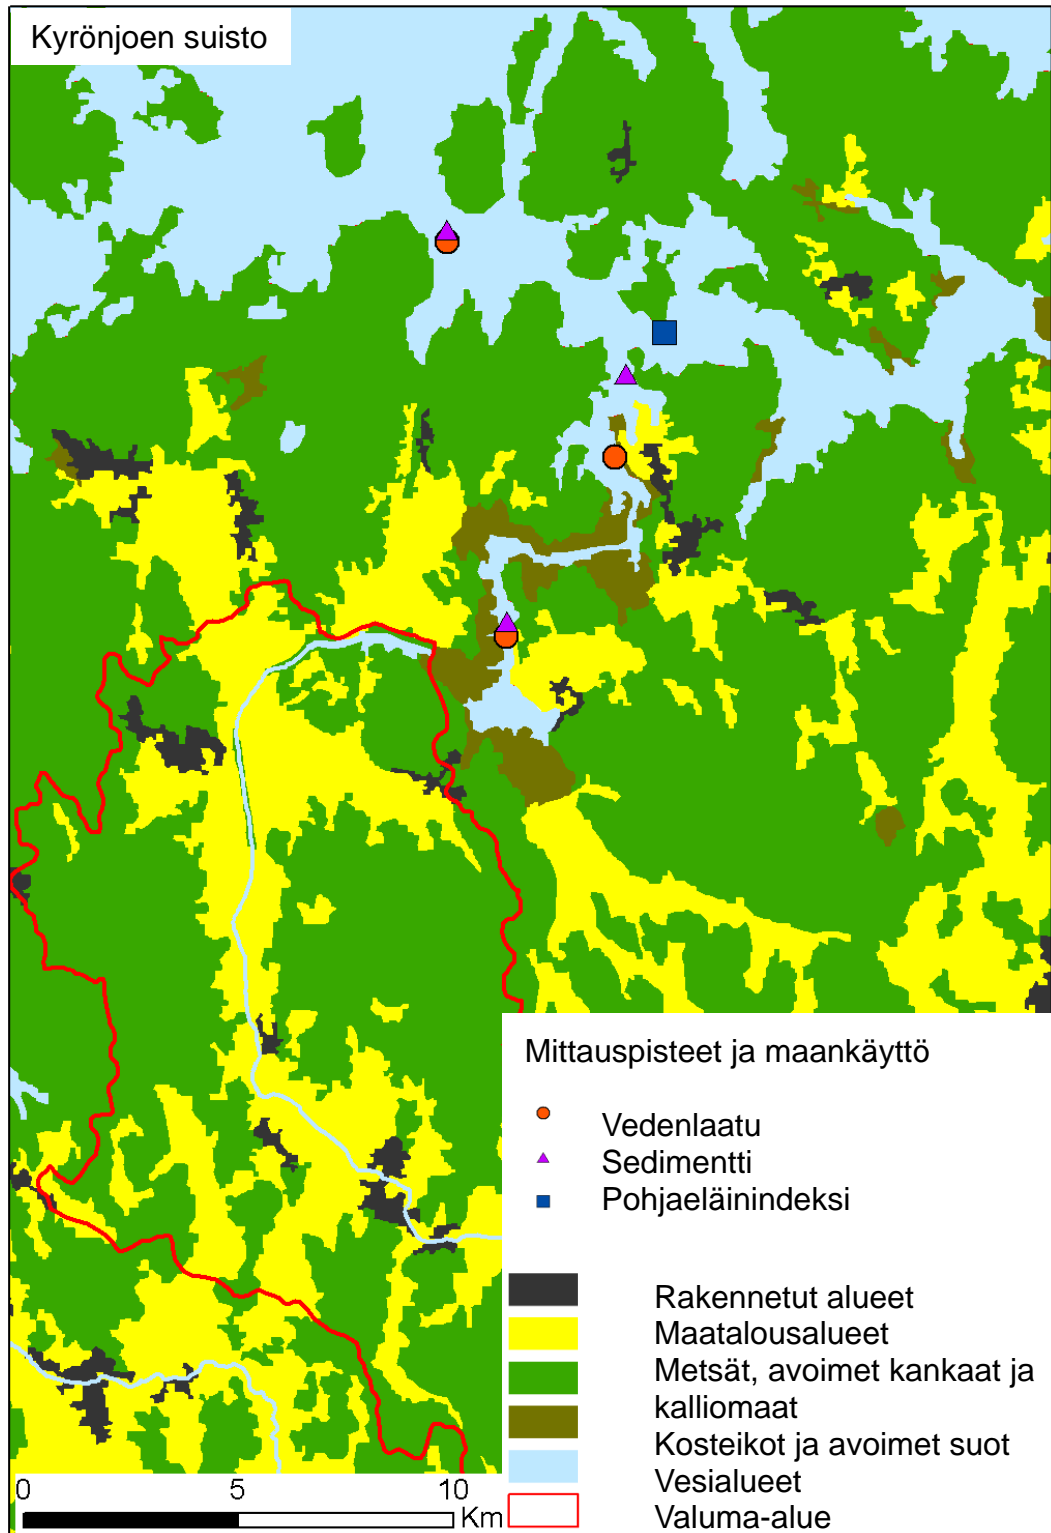 Kyrönjoen suisto
Mittauspisteet ja maankäyttö
Vedenlaatu
Sedimentti
Pohjaeläinindeksi
Rakennetut alueet
Maatalousalueet
Metsät, avoimet kankaat ja
kalliomaat
Kosteikot ja avoimet suot
Vesialueet
Valuma-alue
0 5 10
Km